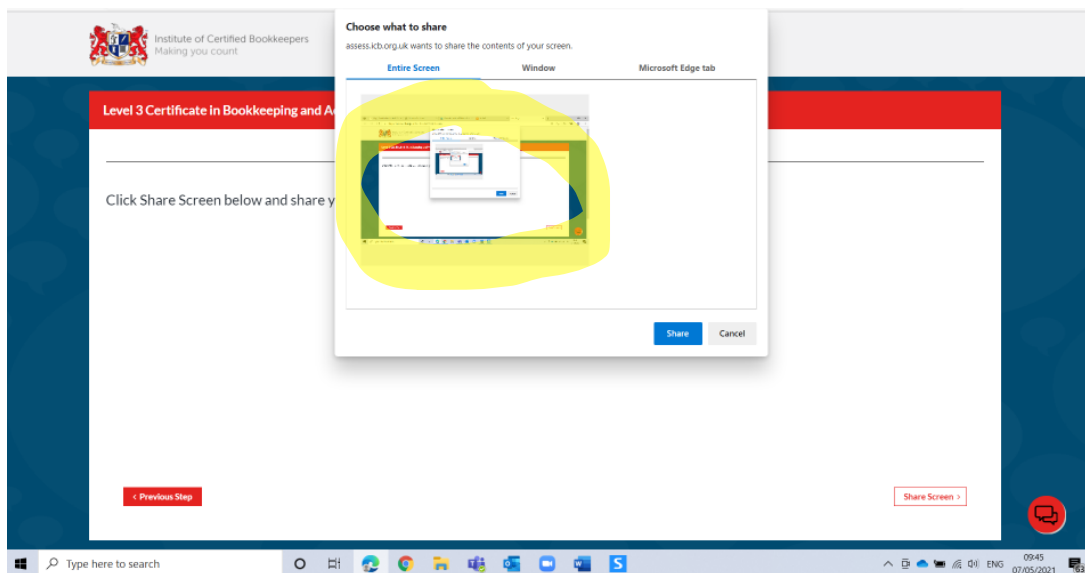 Institute of Certified Bookkeepers
Making you count
Choose what to share
assess.icb.org.uk wants to share the contents of your screen.
Entire Screen
Window
Microsoft Edge tab
Level 3 Certificate in Bookkeeping and A
Click Share Screen below and share y
Share
Cancel
< Previous Step
Share Screen >
Type here to search
ENG
09:45
07/05/2021